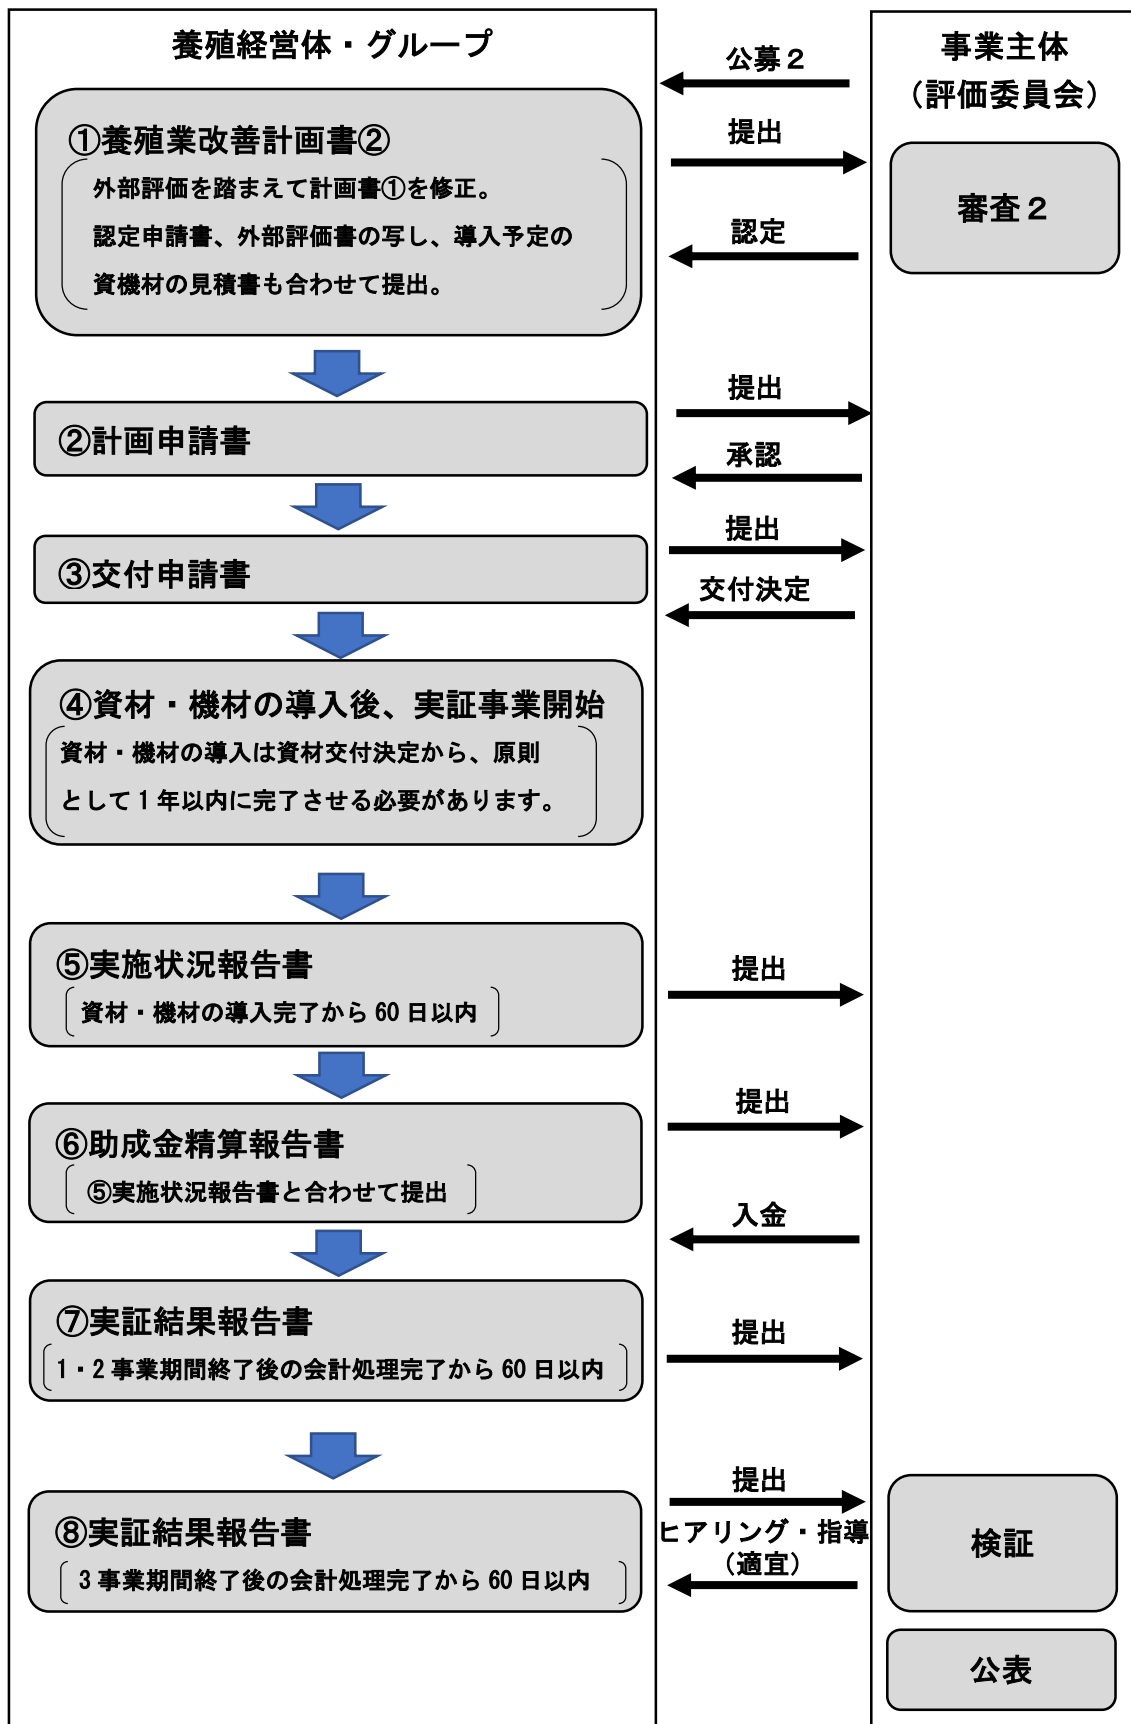 養殖経営体・グループ
事業主体
（評価委員会）
公募２
①養殖業改善計画書②
外部評価を踏まえて計画書①を修正。
認定申請書、外部評価書の写し、導入予定の
資機材の見積書も合わせて提出。
提出
審査２
認定
②計画申請書
提出
承認
③交付申請書
提出
交付決定
④資材・機材の導入後、実証事業開始
資材・機材の導入は資材交付決定から、原則
として1年以内に完了させる必要があります。
⑤実施状況報告書
資材・機材の導入完了から60日以内
提出
⑥助成金精算報告書
⑤実施状況報告書と合わせて提出
提出
入金
⑦実証結果報告書
1・2事業期間終了後の会計処理完了から60日以内
提出
⑧実証結果報告書
3事業期間終了後の会計処理完了から60日以内
提出
ヒアリング・指導
（適宜）
検証
公表